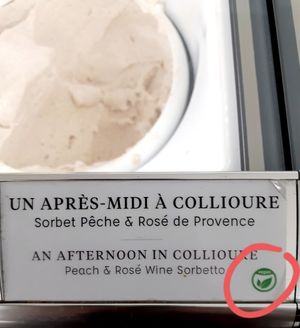 UN APRÈS-MIDI À COLLIOURE
Sorbet Pêche & Rosé de Provence
AN AFTERNOON IN COLLIOURE
Peach & Rosé Wine Sorbetto